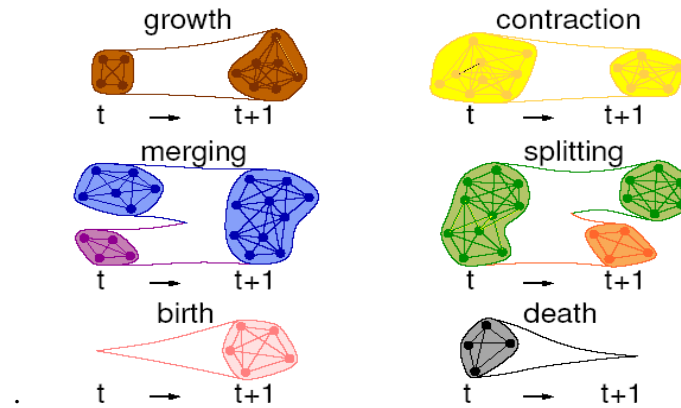 growth contraction
t → t+1 t → t+1
merging splitting
t → t+1 t → t+1
birth death
. t → t+1 t → t+1